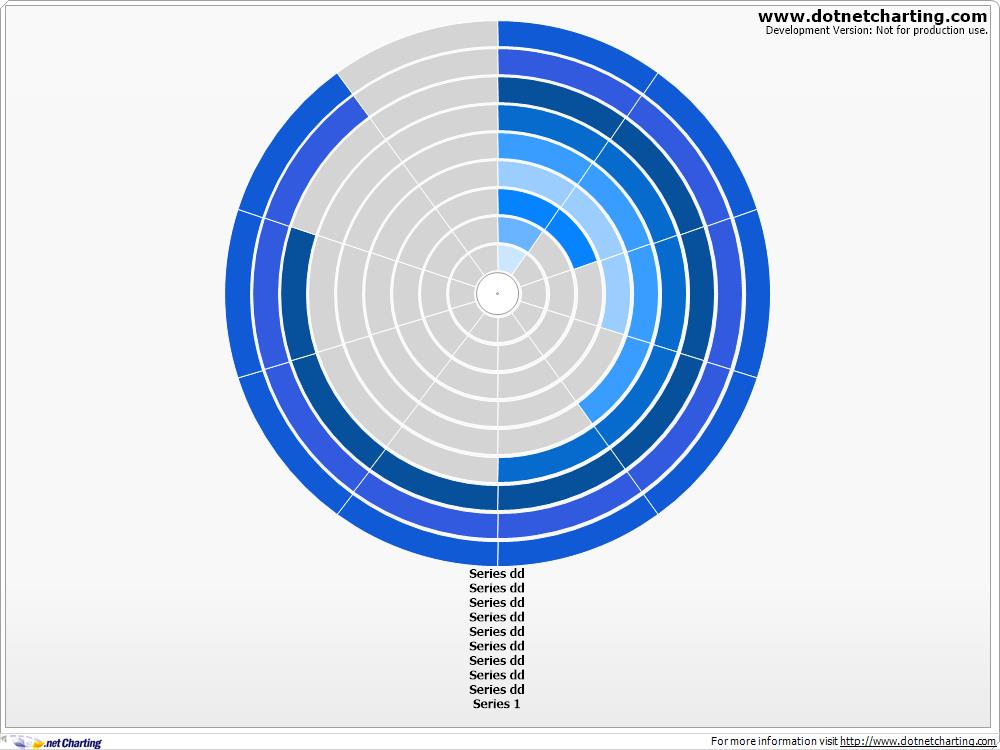 www.dotnetcharting.com
Development Version: Not for production use.
Series dd
Series dd
Series dd
Series dd
Series dd
Series dd
Series dd
Series dd
Series dd
Series 1
.net Charting
For more information visit http://www.dotnetcharting.com